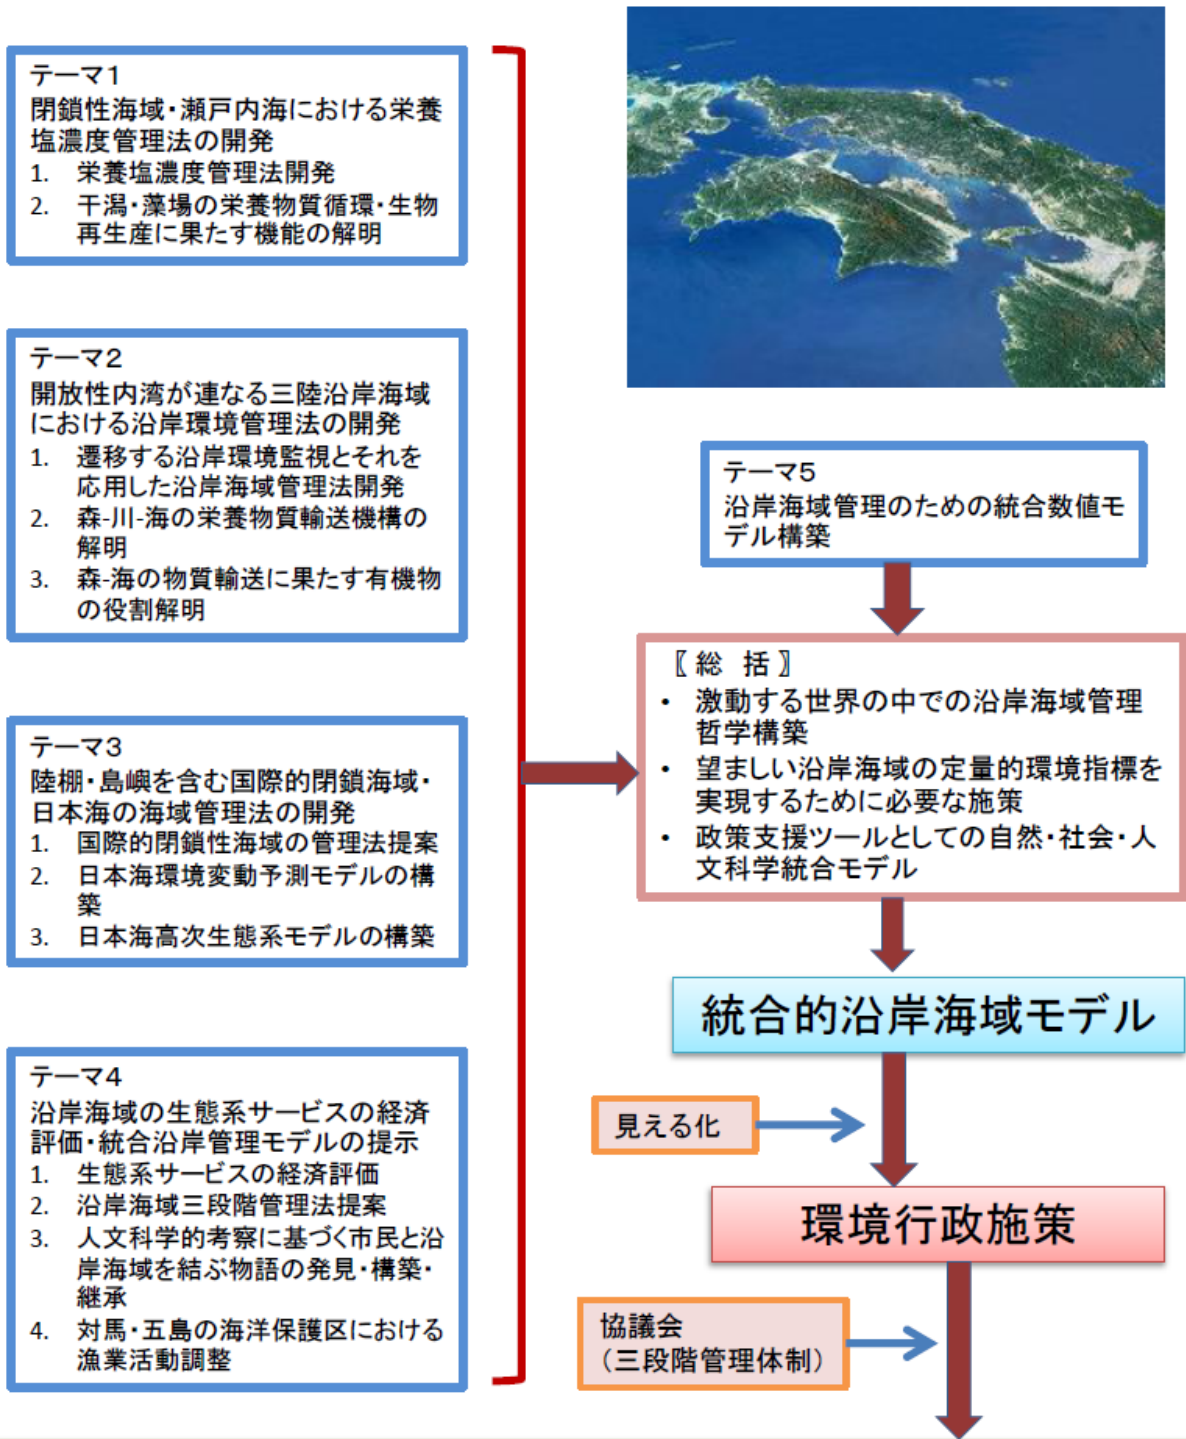 テーマ1
閉鎖性海域・瀬戸内海における栄養
塩濃度管理法の開発
1. 栄養塩濃度管理法開発
2. 干潟・藻場の栄養物質循環・生物
再生産に果たす機能の解明
テーマ2
開放性内湾が連なる三陸沿岸海域
における沿岸環境管理法の開発
1. 遷移する沿岸環境監視とそれを
応用した沿岸海域管理法開発
2. 森-川-海の栄養物質輸送機構の
解明
3. 森-海の物質輸送に果たす有機物
の役割解明
テーマ3
陸棚・島嶼を含む国際的閉鎖海域・
日本海の海域管理法の開発
1. 国際的閉鎖性海域の管理法提案
2. 日本海環境変動予測モデルの構
築
3. 日本海高次生態系モデルの構築
テーマ4
沿岸海域の生態系サービスの経済
評価・統合沿岸管理モデルの提示
1. 生態系サービスの経済評価
2. 沿岸海域三段階管理法提案
3. 人文科学的考察に基づく市民と沿
岸海域を結ぶ物語の発見・構築・
継承
4. 対馬・五島の海洋保護区における
漁業活動調整
テーマ5
沿岸海域管理のための統合数値モ
デル構築
〖総 括〗
・ 激動する世界の中での沿岸海域管理
哲学構築
・ 望ましい沿岸海域の定量的環境指標を
実現するために必要な施策
・ 政策支援ツールとしての自然・社会・人
文科学統合モデル
統合的沿岸海域モデル
見える化
環境行政施策
協議会
（三段階管理体制）